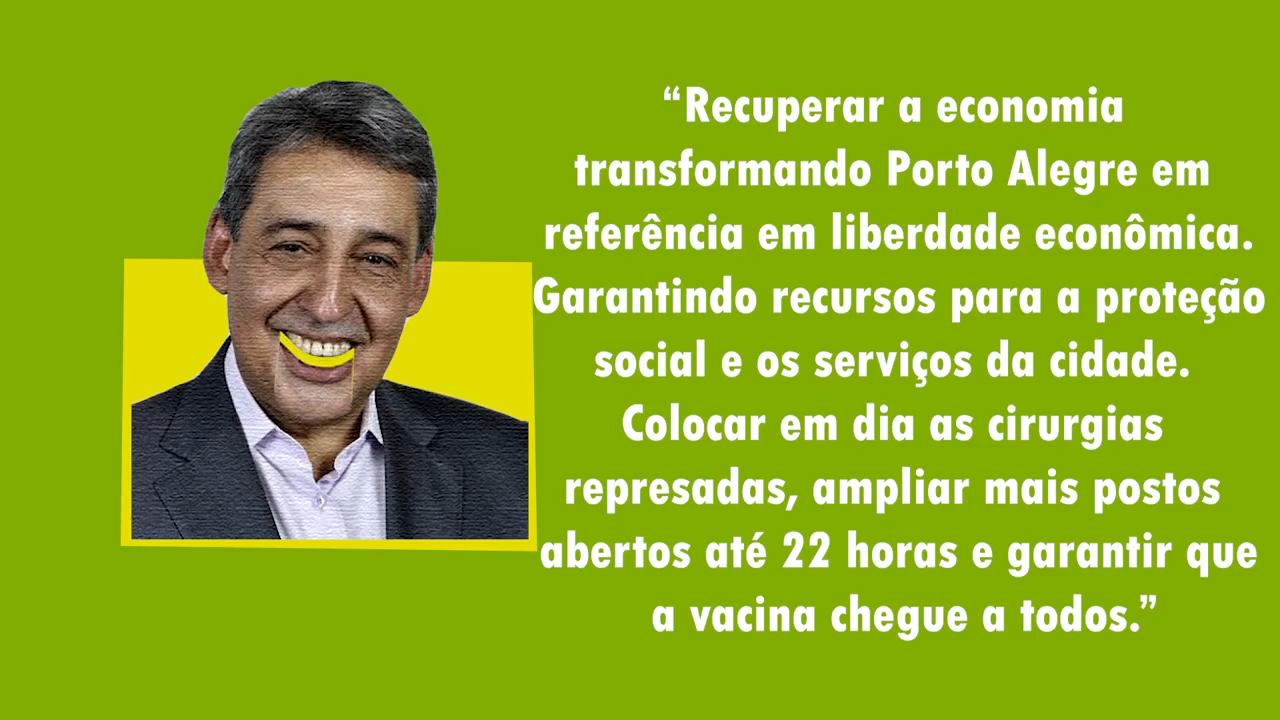 “Recuperar a economia
transformando Porto Alegre em
referência em liberdade econômica.
Garantindo recursos para a proteção
social e os serviços da cidade.
Colocar em dia as cirurgias
represadas, ampliar mais postos
abertos até 22 horas e garantir que
a vacina chegue a todos.”